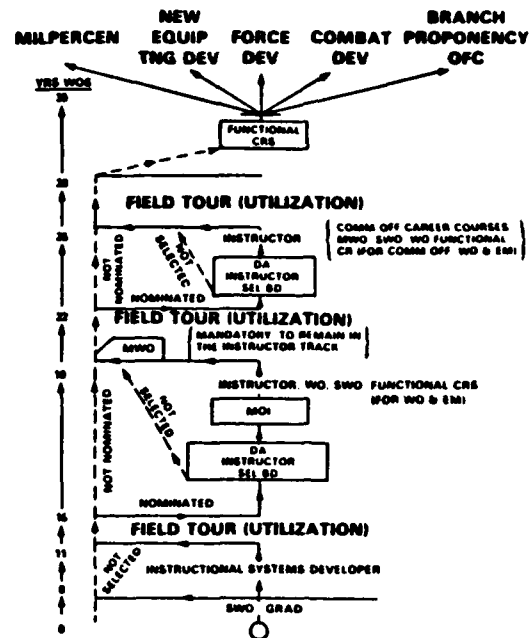 NEW
BRANCH
MILPERCEN EQUIP FORCE COMBAT PROPONENCY
TNG DEV DEV DEV OFC
YRS WOS
30
FUNCTIONAL
CRS
28
FIELD TOUR (UTILIZATION)
26
NOT NOMINATED
NOT SELECTED
INSTRUCTOR
COMM OFF CAREER COURSES
MWO SWO WO FUNCTIONAL
CR (FOR COMM OFF WO & EM)
DA
INSTRUCTOR
SEL BD
NOMINATED
22
FIELD TOUR (UTILIZATION)
MWO
MANDATORY TO REMAIN IN
THE INSTRUCTOR TRACK
INSTRUCTOR. WO. SWO FUNCTIONAL CRS
(FOR WO & EM)
NOT NOMINATED
NOT SELECTED
MOI
DA
INSTRUCTOR
SEL BD
NOMINATED
14
FIELD TOUR (UTILIZATION)
11
NOT SELECTED
INSTRUCTIONAL SYSTEMS DEVELOPER
SWO GRAD